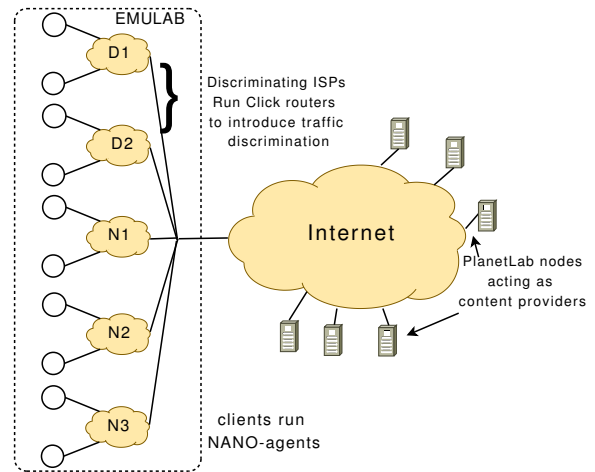 EMULAB
D1
Discriminating ISPs
Run Click routers
to introduce traffic
discrimination
D2
N1
Internet
PlanetLab nodes
acting as
content providers
N2
N3
clients run
NANO-agents